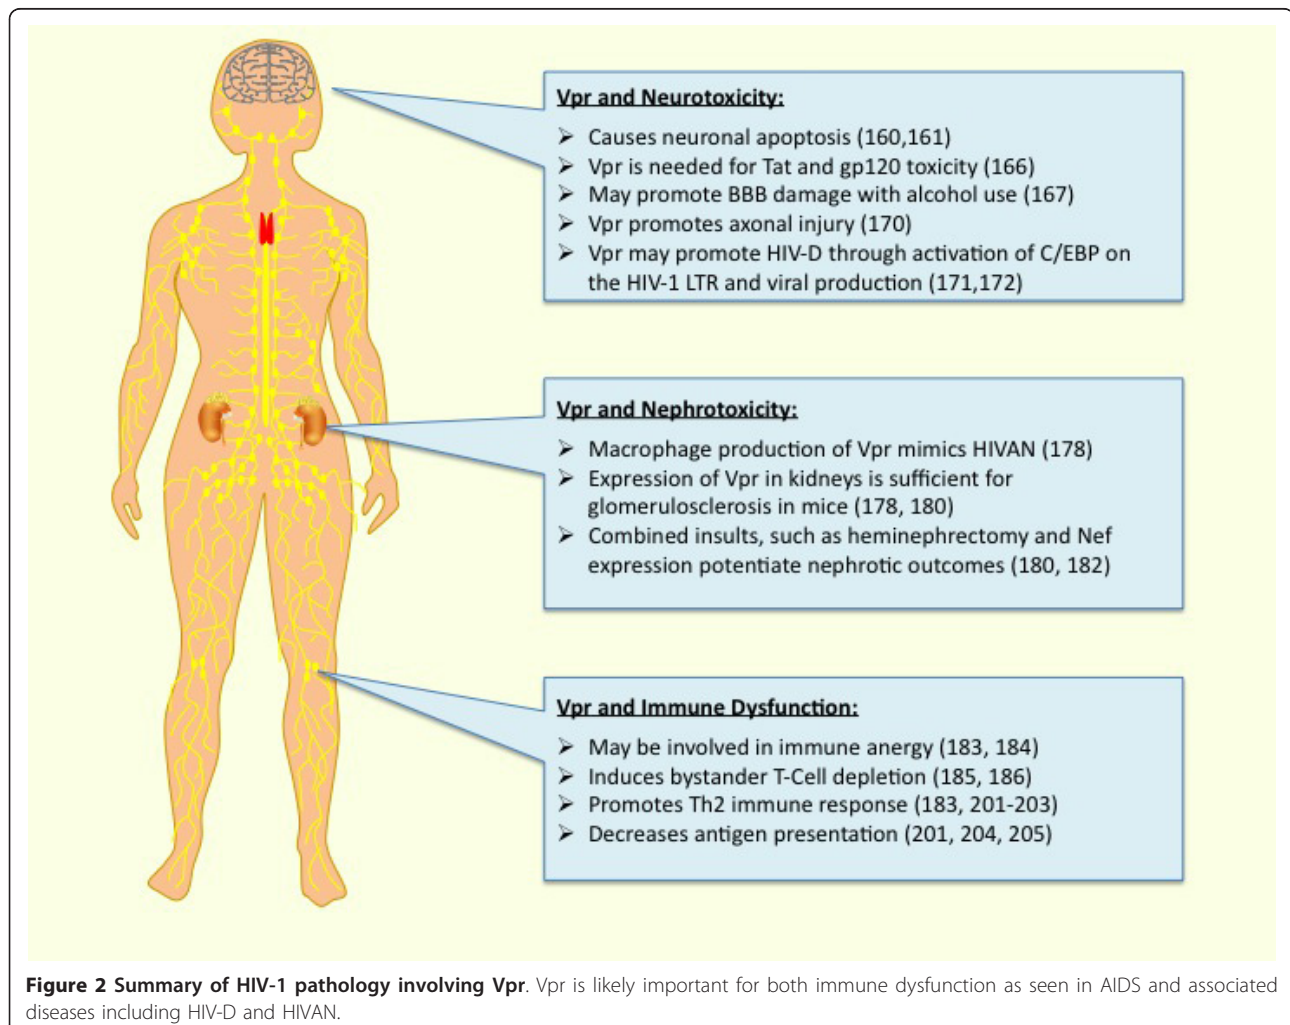 Vpr and Neurotoxicity:
➢ Causes neuronal apoptosis (160,161)
➢ Vpr is needed for Tat and gp120 toxicity (166)
➢ May promote BBB damage with alcohol use (167)
➢ Vpr promotes axonal injury (170)
➢ Vpr may promote HIV-D through activation of C/EBP on
the HIV-1 LTR and viral production (171,172)
Vpr and Nephrotoxicity:
➢ Macrophage production of Vpr mimics HIVAN (178)
➢ Expression of Vpr in kidneys is sufficient for
glomerulosclerosis in mice (178, 180)
➢ Combined insults, such as heminephrectomy and Nef
expression potentiate nephrotic outcomes (180, 182)
Vpr and Immune Dysfunction:
➢ May be involved in immune anergy (183, 184)
➢ Induces bystander T-Cell depletion (185, 186)
➢ Promotes Th2 immune response (183, 201-203)
➢ Decreases antigen presentation (201, 204, 205)
Figure 2 Summary of HIV-1 pathology involving Vpr. Vpr is likely important for both immune dysfunction as seen in AIDS and associated
diseases including HIV-D and HIVAN.